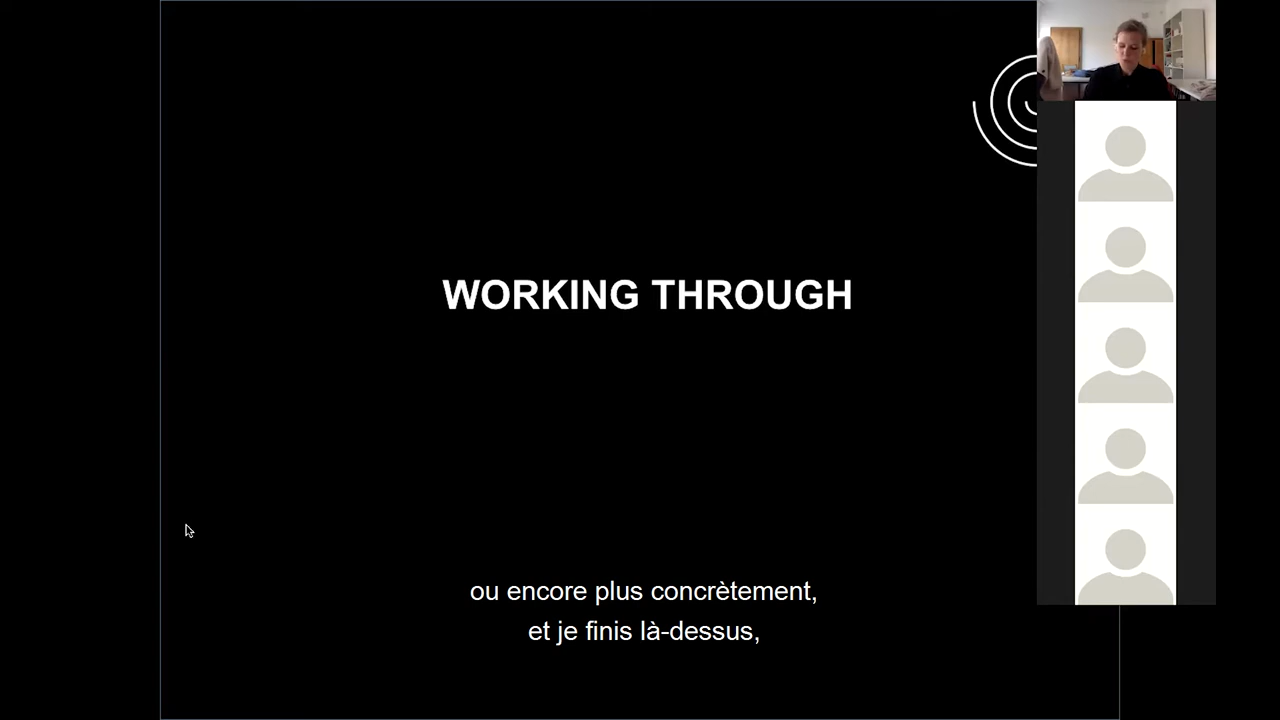 WORKING THROUGH
ou encore plus concrètement,
et je finis là-dessus,